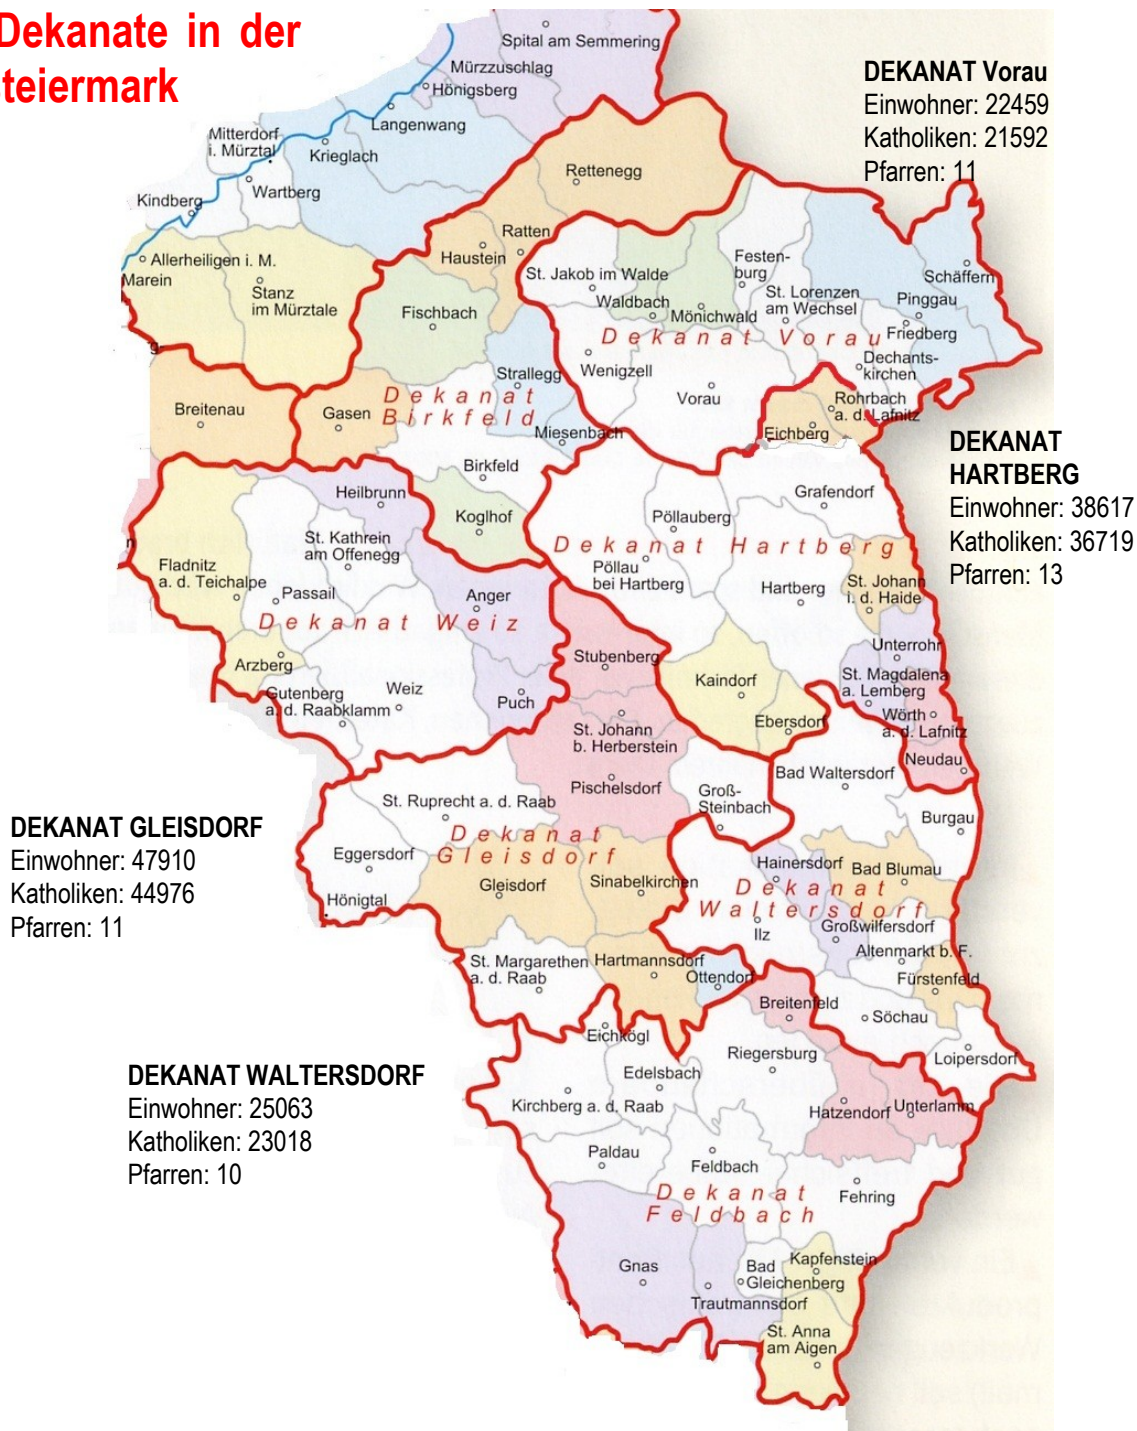 Dekanate in der
steiermark
Spital am Semmering
Mürzzuschlag
Hönigsberg
Langenwang
Mitterdorf
i. Mürztal
Krieglach
Wartberg
Kindberg
Allerheiligen i. M.
Marein
Stanz
im Mürztale
DEKANAT Vorau
Einwohner: 22459
Katholiken: 21592
Pfarren: 11
Rettenegg
Ratten
Haustein
Fischbach
St. Jakob im Walde
Waldbach
Mönichwald
Festen-
burg
St. Lorenzen
am Wechsel
Schäffern
Pinggau
Friedberg
Dekanat Vorau
Dechants-
kirchen
Wenigzell
Vorau
Rohrbach
a. d. Lafnitz
Eichberg
Strallegg
Dekanat
Birkfeld
Miesenbach
Breitenau
Gasen
Birkfeld
Heilbrunn
Koglhof
DEKANAT
HARTBERG
Einwohner: 38617
Katholiken: 36719
Pfarren: 13
Grafendorf
Pöllauberg
Dekanat Hartberg
Pöllau
bei Hartberg
Hartberg
St. Johann
i. d. Haide
St. Kathrein
am Offenegg
Fladnitz
a. d. Teichalpe
Passail
Anger
Dekanat Weiz
Arzberg
Gutenberg
a. d. Raabklamm
Weiz
Puch
Stubenberg
Unterrohr
St. Magdalena
a. Lemberg
Kaindorf
Ebersdorf
Wörth
a. d. Lafnitz
Neudau
St. Johann
b. Herberstein
Pischelsdorf
Groß-
Steinbach
Bad Waltersdorf
Burgau
St. Ruprecht a. d. Raab
Dekanat
Gleisdorf
Eggersdorf
Gleisdorf
Sinabelkirchen
Hönigtal
DEKANAT GLEISDORF
Einwohner: 47910
Katholiken: 44976
Pfarren: 11
Hainersdorf
Bad Blumau
Dekanat
Waltersdorf
Ilz
Großwilfersdorf
Altenmarkt b. F.
Fürstenfeld
St. Margarethen
a. d. Raab
Hartmannsdorf
Ottendorf
Breitenfeld
Söchau
Loipersdorf
Eichkögl
Riegersburg
Edelsbach
Kirchberg a. d. Raab
Hatzendorf
Unterlamm
DEKANAT WALTERSDORF
Einwohner: 25063
Katholiken: 23018
Pfarren: 10
Paldau
Feldbach
Dekanat
Feldbach
Fehring
Gnas
Bad
Gleichenberg
Kapfenstein
Trautmannsdorf
St. Anna
am Aigen